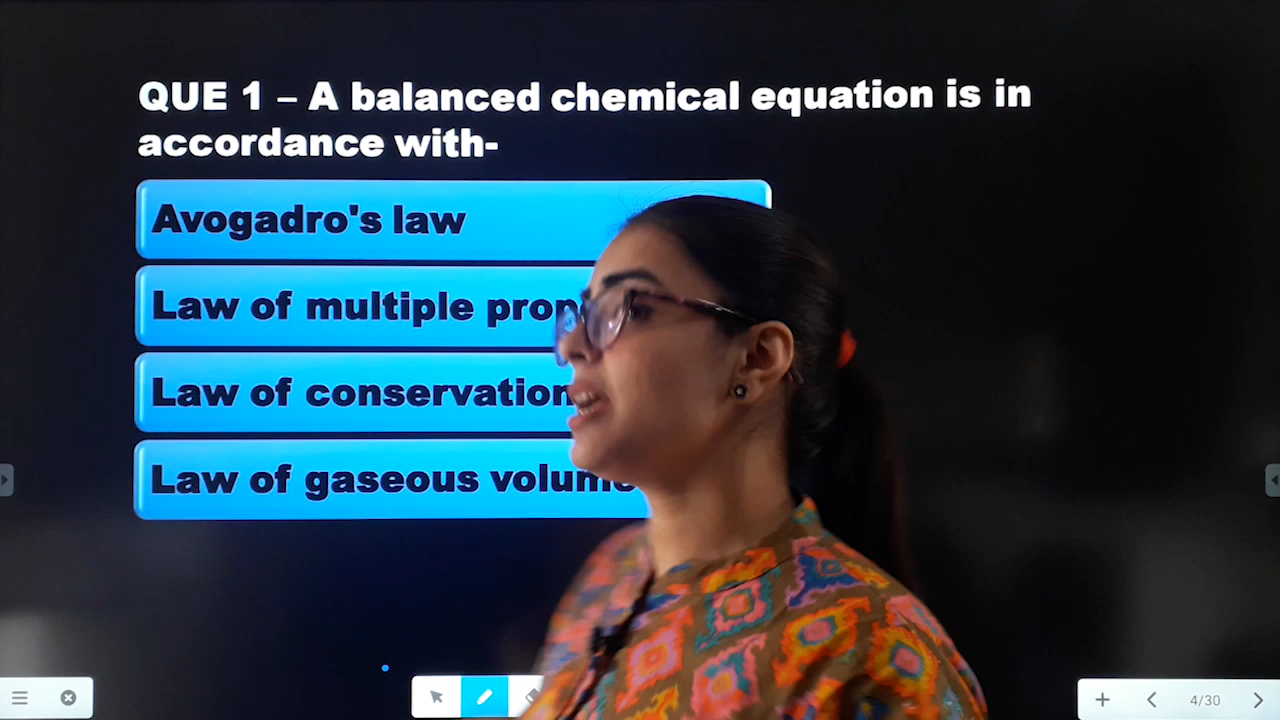 QUE 1 – A balanced chemical equation is in
accordance with-
Avogadro's law
Law of multiple
Law of conservation
Law of gaseous
4/30